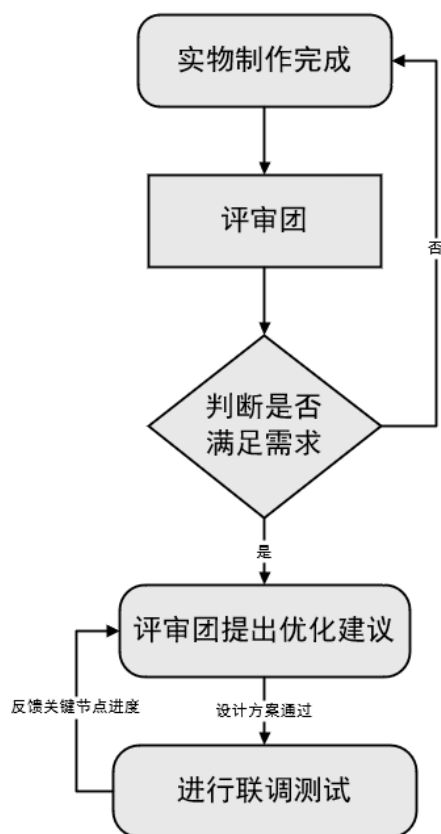 实物制作完成
评审团
否
判断是否
满足需求
是
评审团提出优化建议
反馈关键节点进度
设计方案通过
进行联调测试